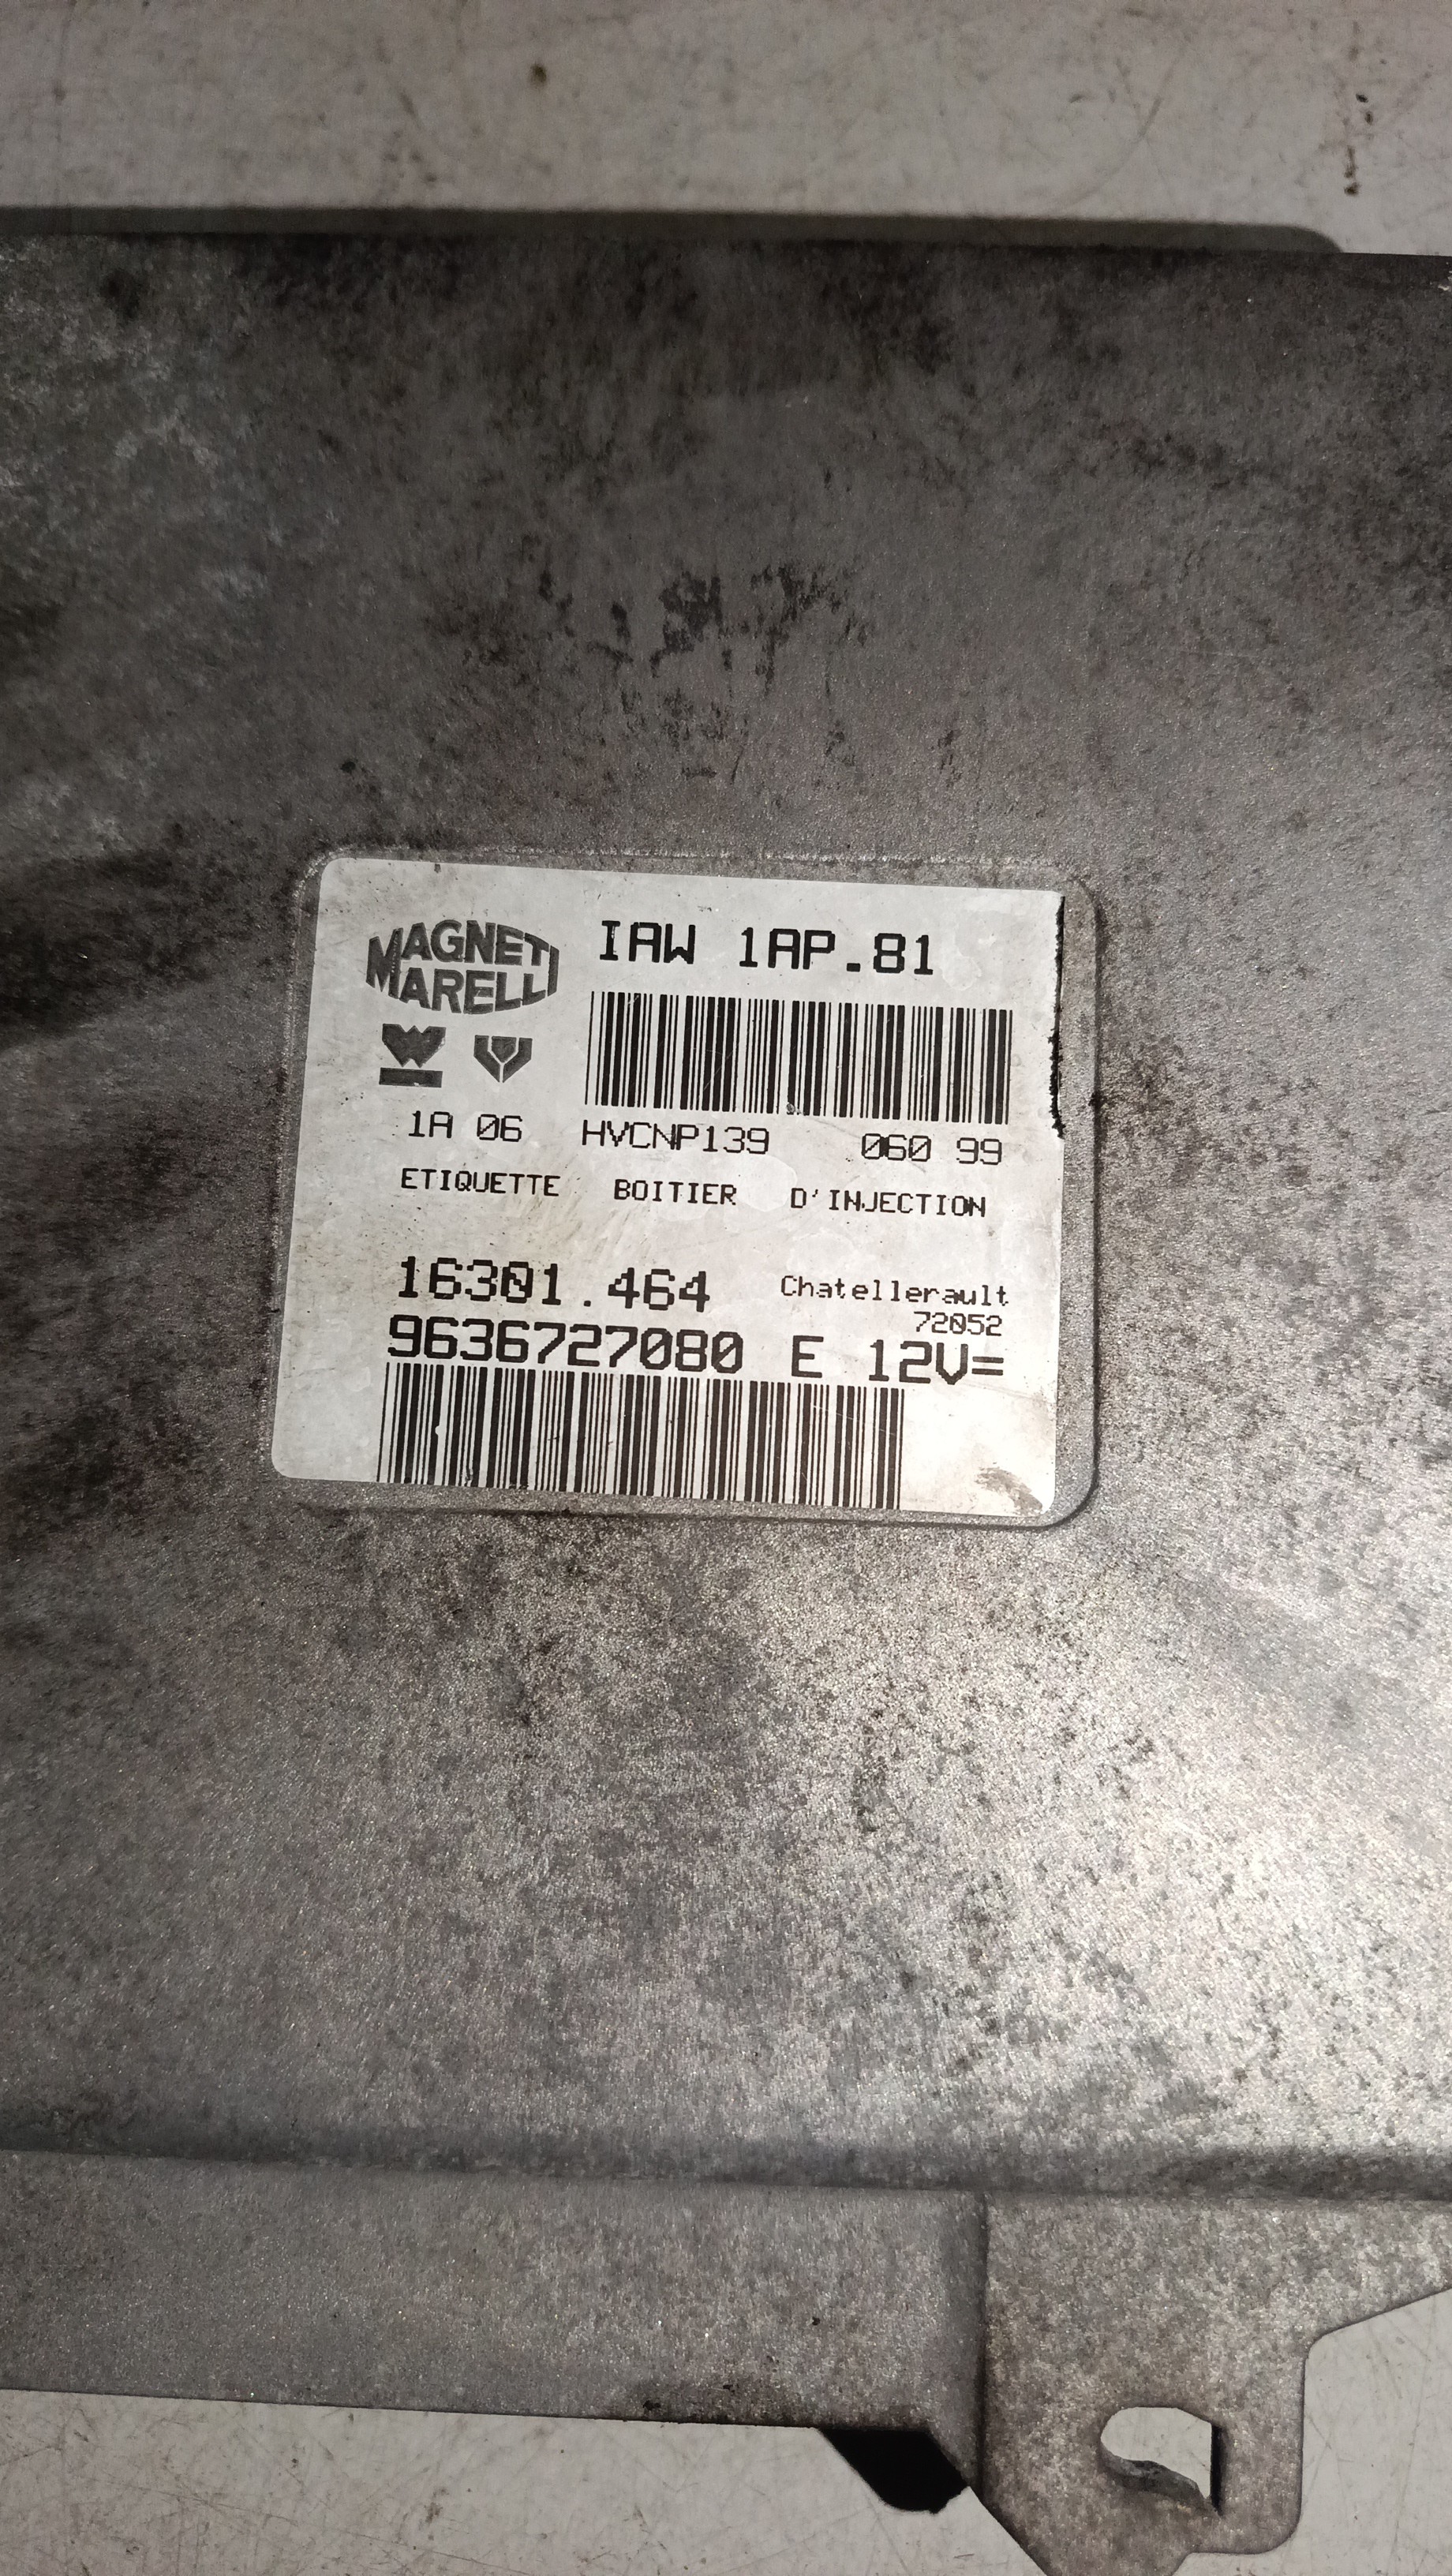 MAGNETI
MARELLI
IAW 1AP.81
1A 06 HVCNP139 060 99
ETIQUETTE BOITIER D'INJECTION
16301.464 Chatellerault
72052
9636727080 E 12V=